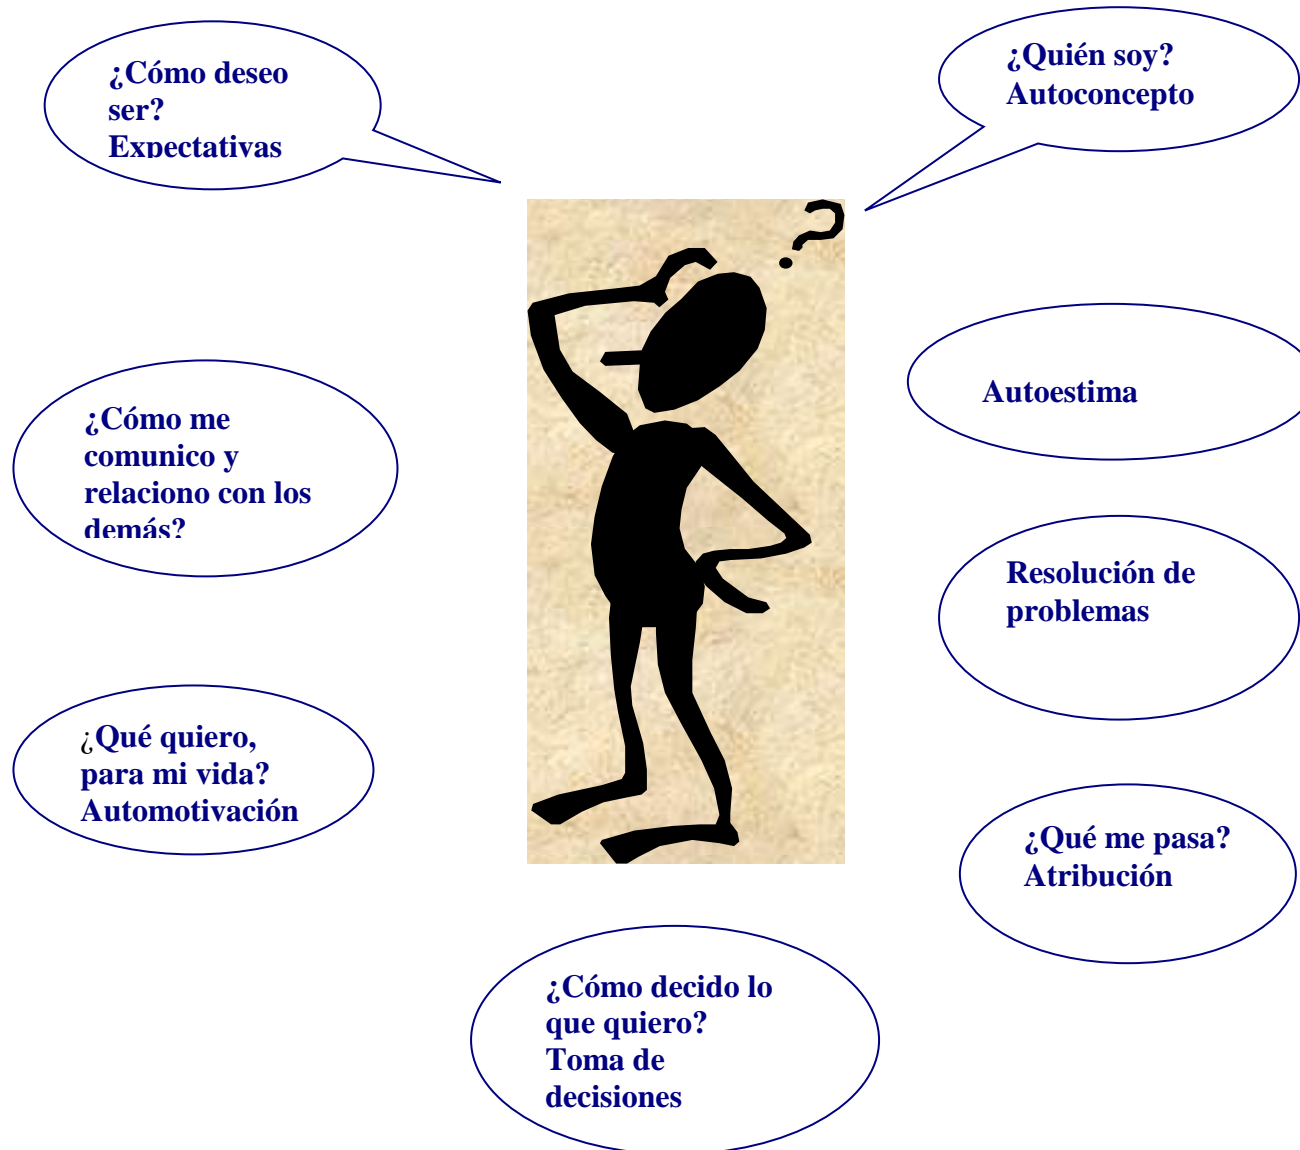 ¿Cómo deseo
ser?
Expectativas
¿Quién soy?
Autoconcepto
?
¿Cómo me
comunico y
relaciono con los
demás?
Autoestima
Resolución de
problemas
¿Qué quiero,
para mi vida?
Automotivación
¿Qué me pasa?
Atribución
¿Cómo decido lo
que quiero?
Toma de
decisiones